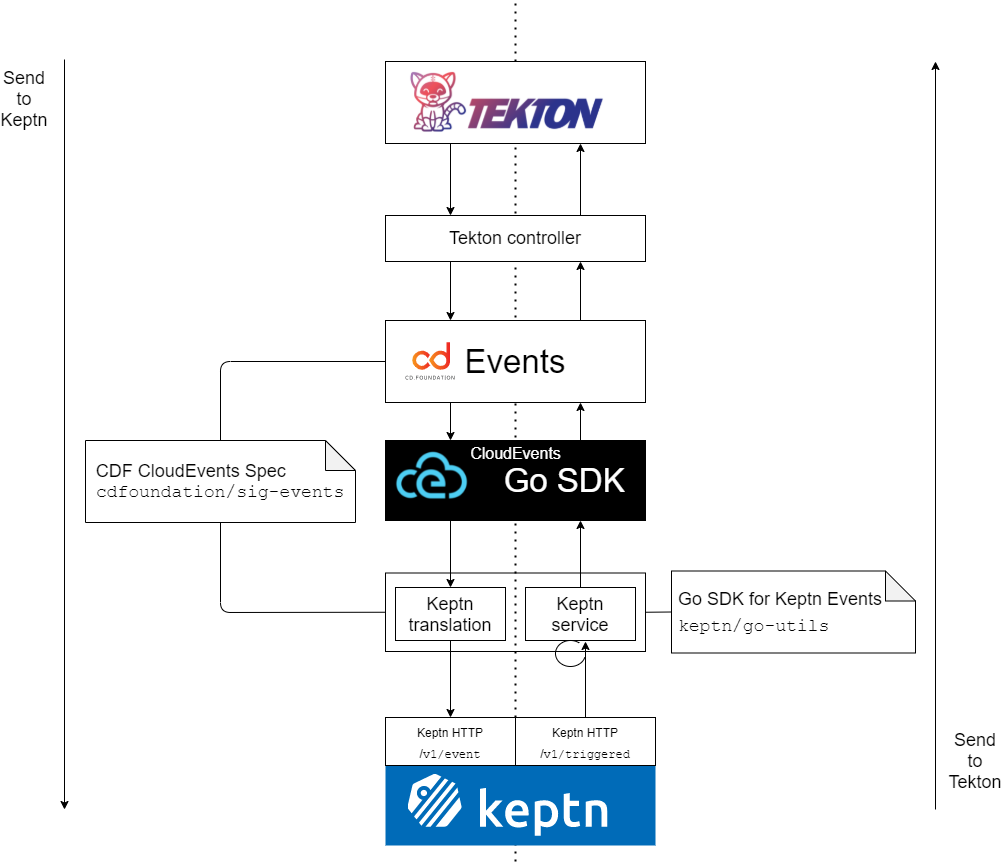 Send
to
Keptn
TEKTON
Tekton controller
cd
CD.FOUNDATION
Events
CloudEvents
Go SDK
CDF CloudEvents Spec
cdfoundation/sig-events
Keptn
translation
Keptn
service
Go SDK for Keptn Events
keptn/go-utils
Keptn HTTP
/v1/event
Keptn HTTP
/v1/triggered
keptn
Send
to
Tekton